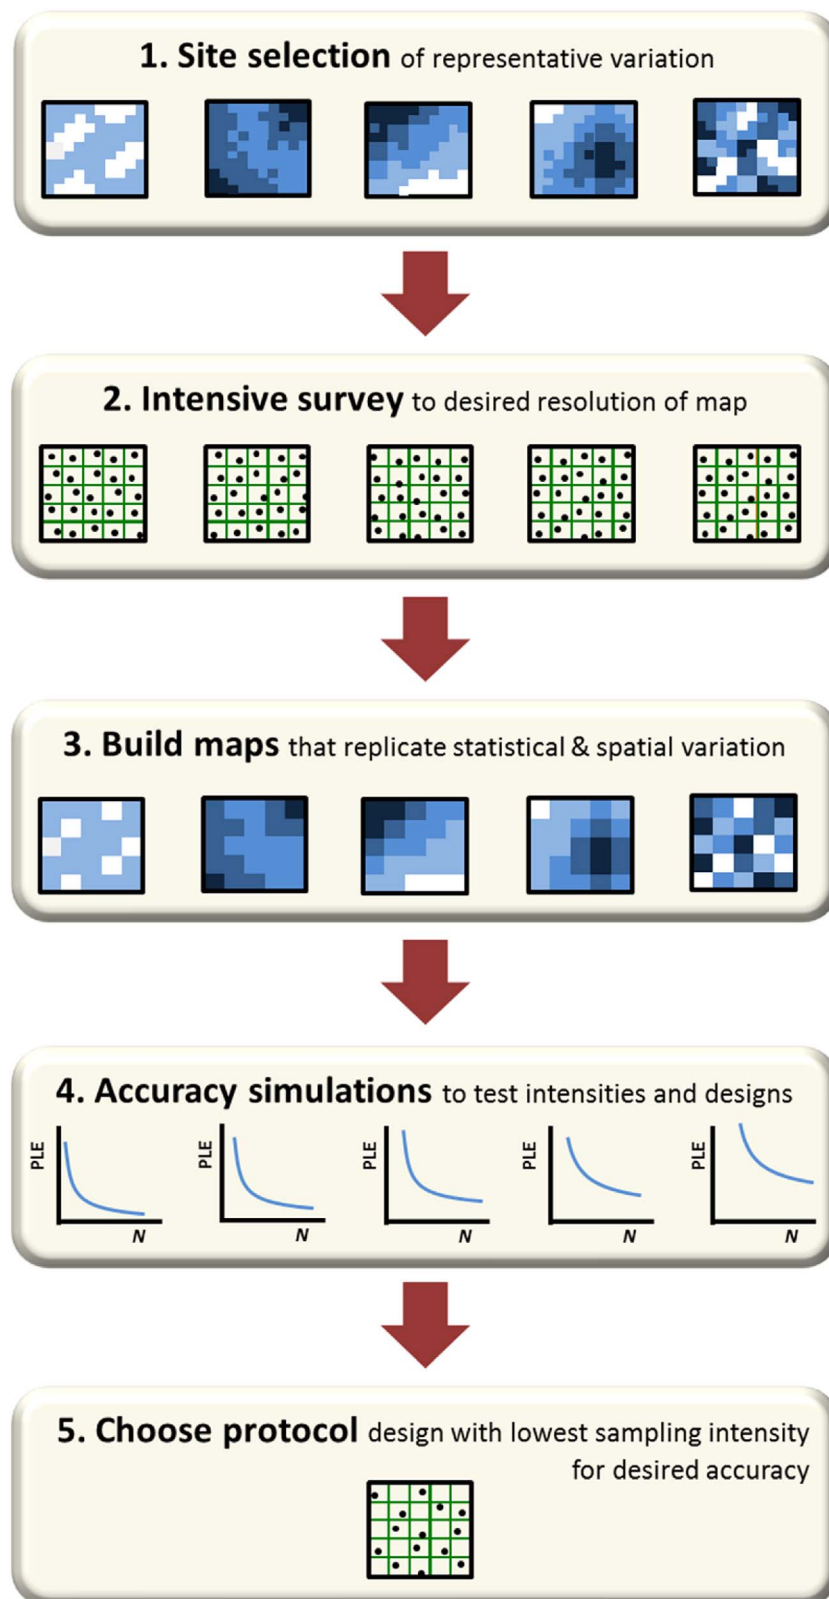 1. Site selection of representative variation
2. Intensive survey to desired resolution of map
3. Build maps that replicate statistical & spatial variation
4. Accuracy simulations to test intensities and designs
PLE PLE PLE PLE PLE
N N N N N
5. Choose protocol design with lowest sampling intensity
for desired accuracy